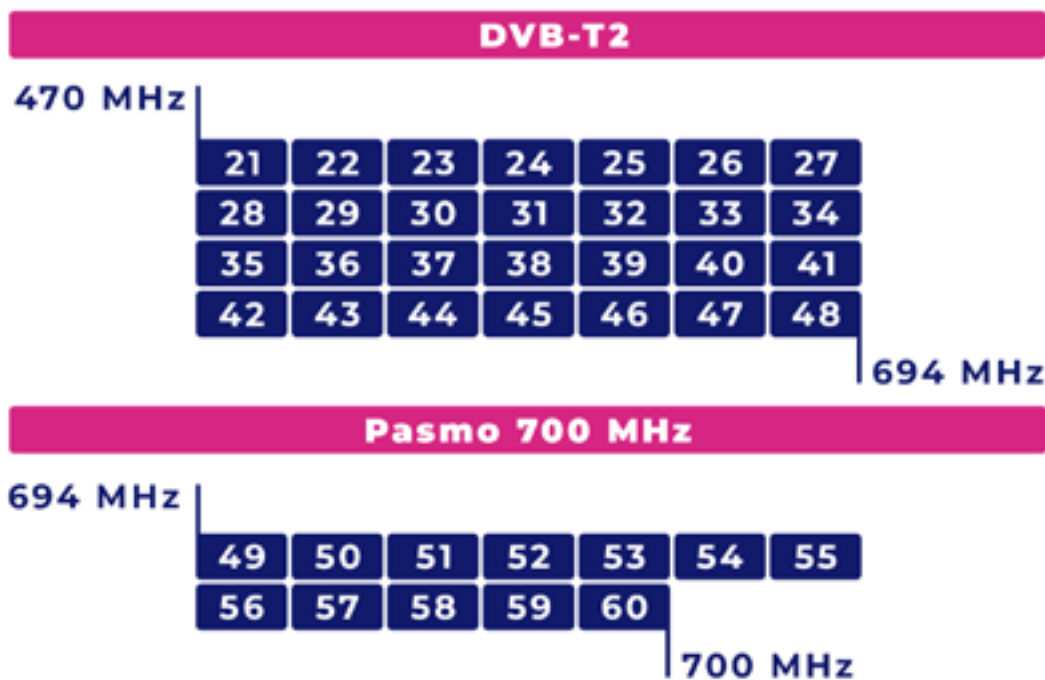 DVB-T2
470 MHz
21 22 23 24 25 26 27
28 29 30 31 32 33 34
35 36 37 38 39 40 41
42 43 44 45 46 47 48
694 MHz
Pasmo 700 MHz
694 MHz
49 50 51 52 53 54 55
56 57 58 59 60
700 MHz